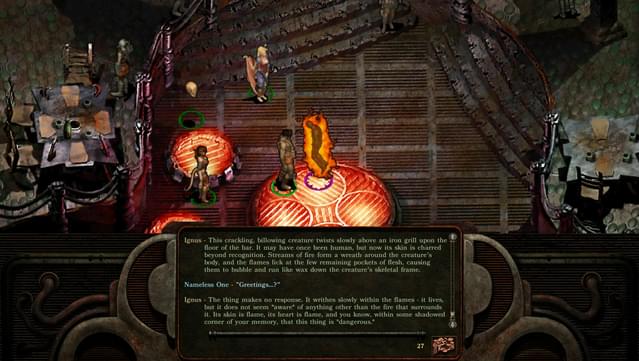 Ignus - This crackling, billowing creature twists slowly above an iron grill upon the
floor of the bar. It may have once been human, but now its skin is charred
beyond recognition. Streams of fire form a wreath around the creature's
body, and the flames lick at the few remaining pockets of flesh, causing
them to bubble and run like wax down the creature's skeletal frame.
Nameless One - "Greetings...?"
Ignus - The thing makes no response. It writhes slowly within the flames - it lives,
but it does not seem "aware" of anything other than the fire that surrounds
it. Its skin is flame, its heart is flame, and you know, within some shadowed
corner of your memory, that this thing is "dangerous."
27